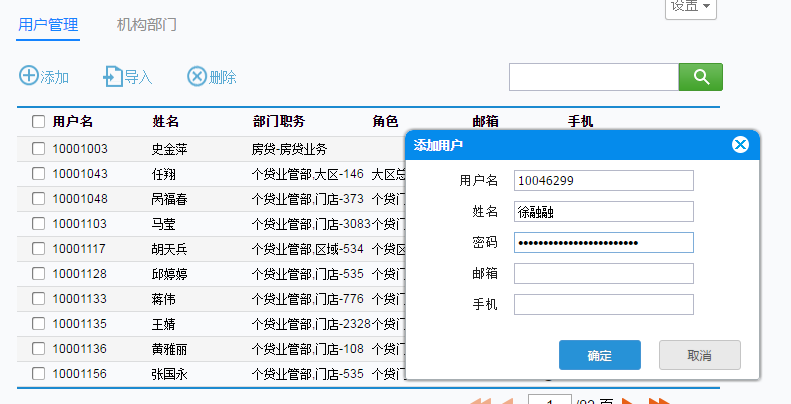 设置
用户管理 机构部门
添加 导入 删除
用户名 姓名 部门职务 角色 邮箱 手机
10001003 史金萍 房贷-房贷业务
10001043 任翔 个贷业管部.大区-146 大区总
10001048 呙福春 个贷业管部.门店-373 个贷门
10001103 马莹 个贷业管部.门店-3083 个贷门
10001117 胡天兵 个贷业管部.区域-534 个贷区
10001128 邱婷婷 个贷业管部.门店-535 个贷门
10001133 蒋伟 个贷业管部.门店-776 个贷门
10001135 王婧 个贷业管部.门店-2328 个贷门
10001136 黄雅丽 个贷业管部.门店-108 个贷门
10001156 张国永 个贷业管部.门店-535 个贷门
添加用户
用户名 10046299
姓名 徐融融
密码
邮箱
手机
确定 取消